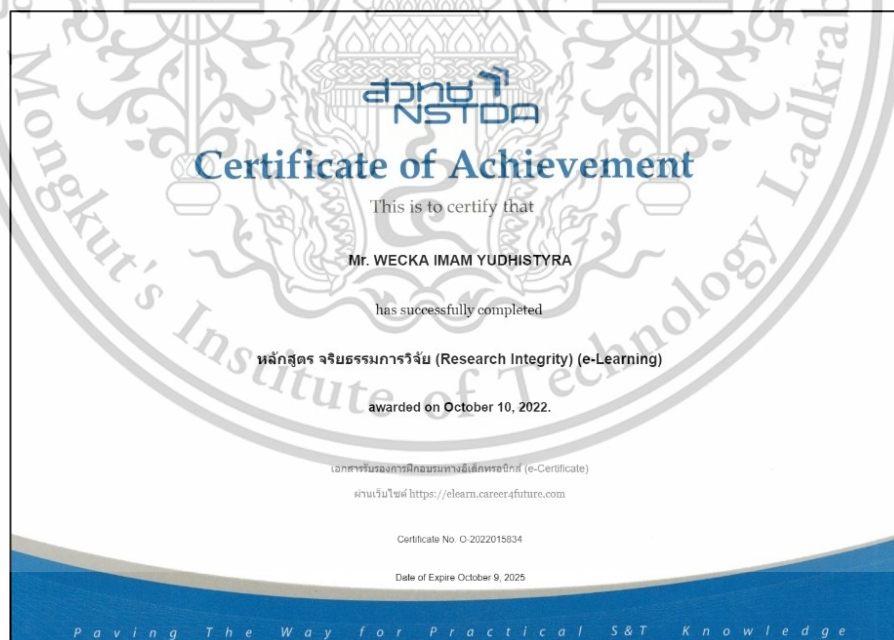 สวทช
NSTDA
Certificate of Achievement
This is to certify that
Mr. WECKA IMAM YUDHISTYRA
has successfully completed
หลักสูตร จริยธรรมการวิจัย (Research Integrity) (e-Learning)
awarded on October 10, 2022.
เอกสารรับรองการฝึกอบรมทางอิเล็กทรอนิกส์ (e-Certificate)
ผ่านเว็บไซต์ https://elearn.career4future.com
Certificate No. O-2022015834
Date of Expire October 9, 2025
Paving The Way for Practical S&T Knowledge
Mongkut's Institute of Technology Ladkra